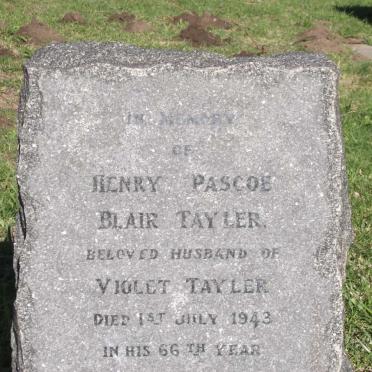 IN MEMORY
OF
HENRY PASCOE
BLAIR TAYLER.
BELOVED HUSBAND OF
VIOLET TAYLER
DIED 1ST JULY 1943
IN HIS 66TH YEAR